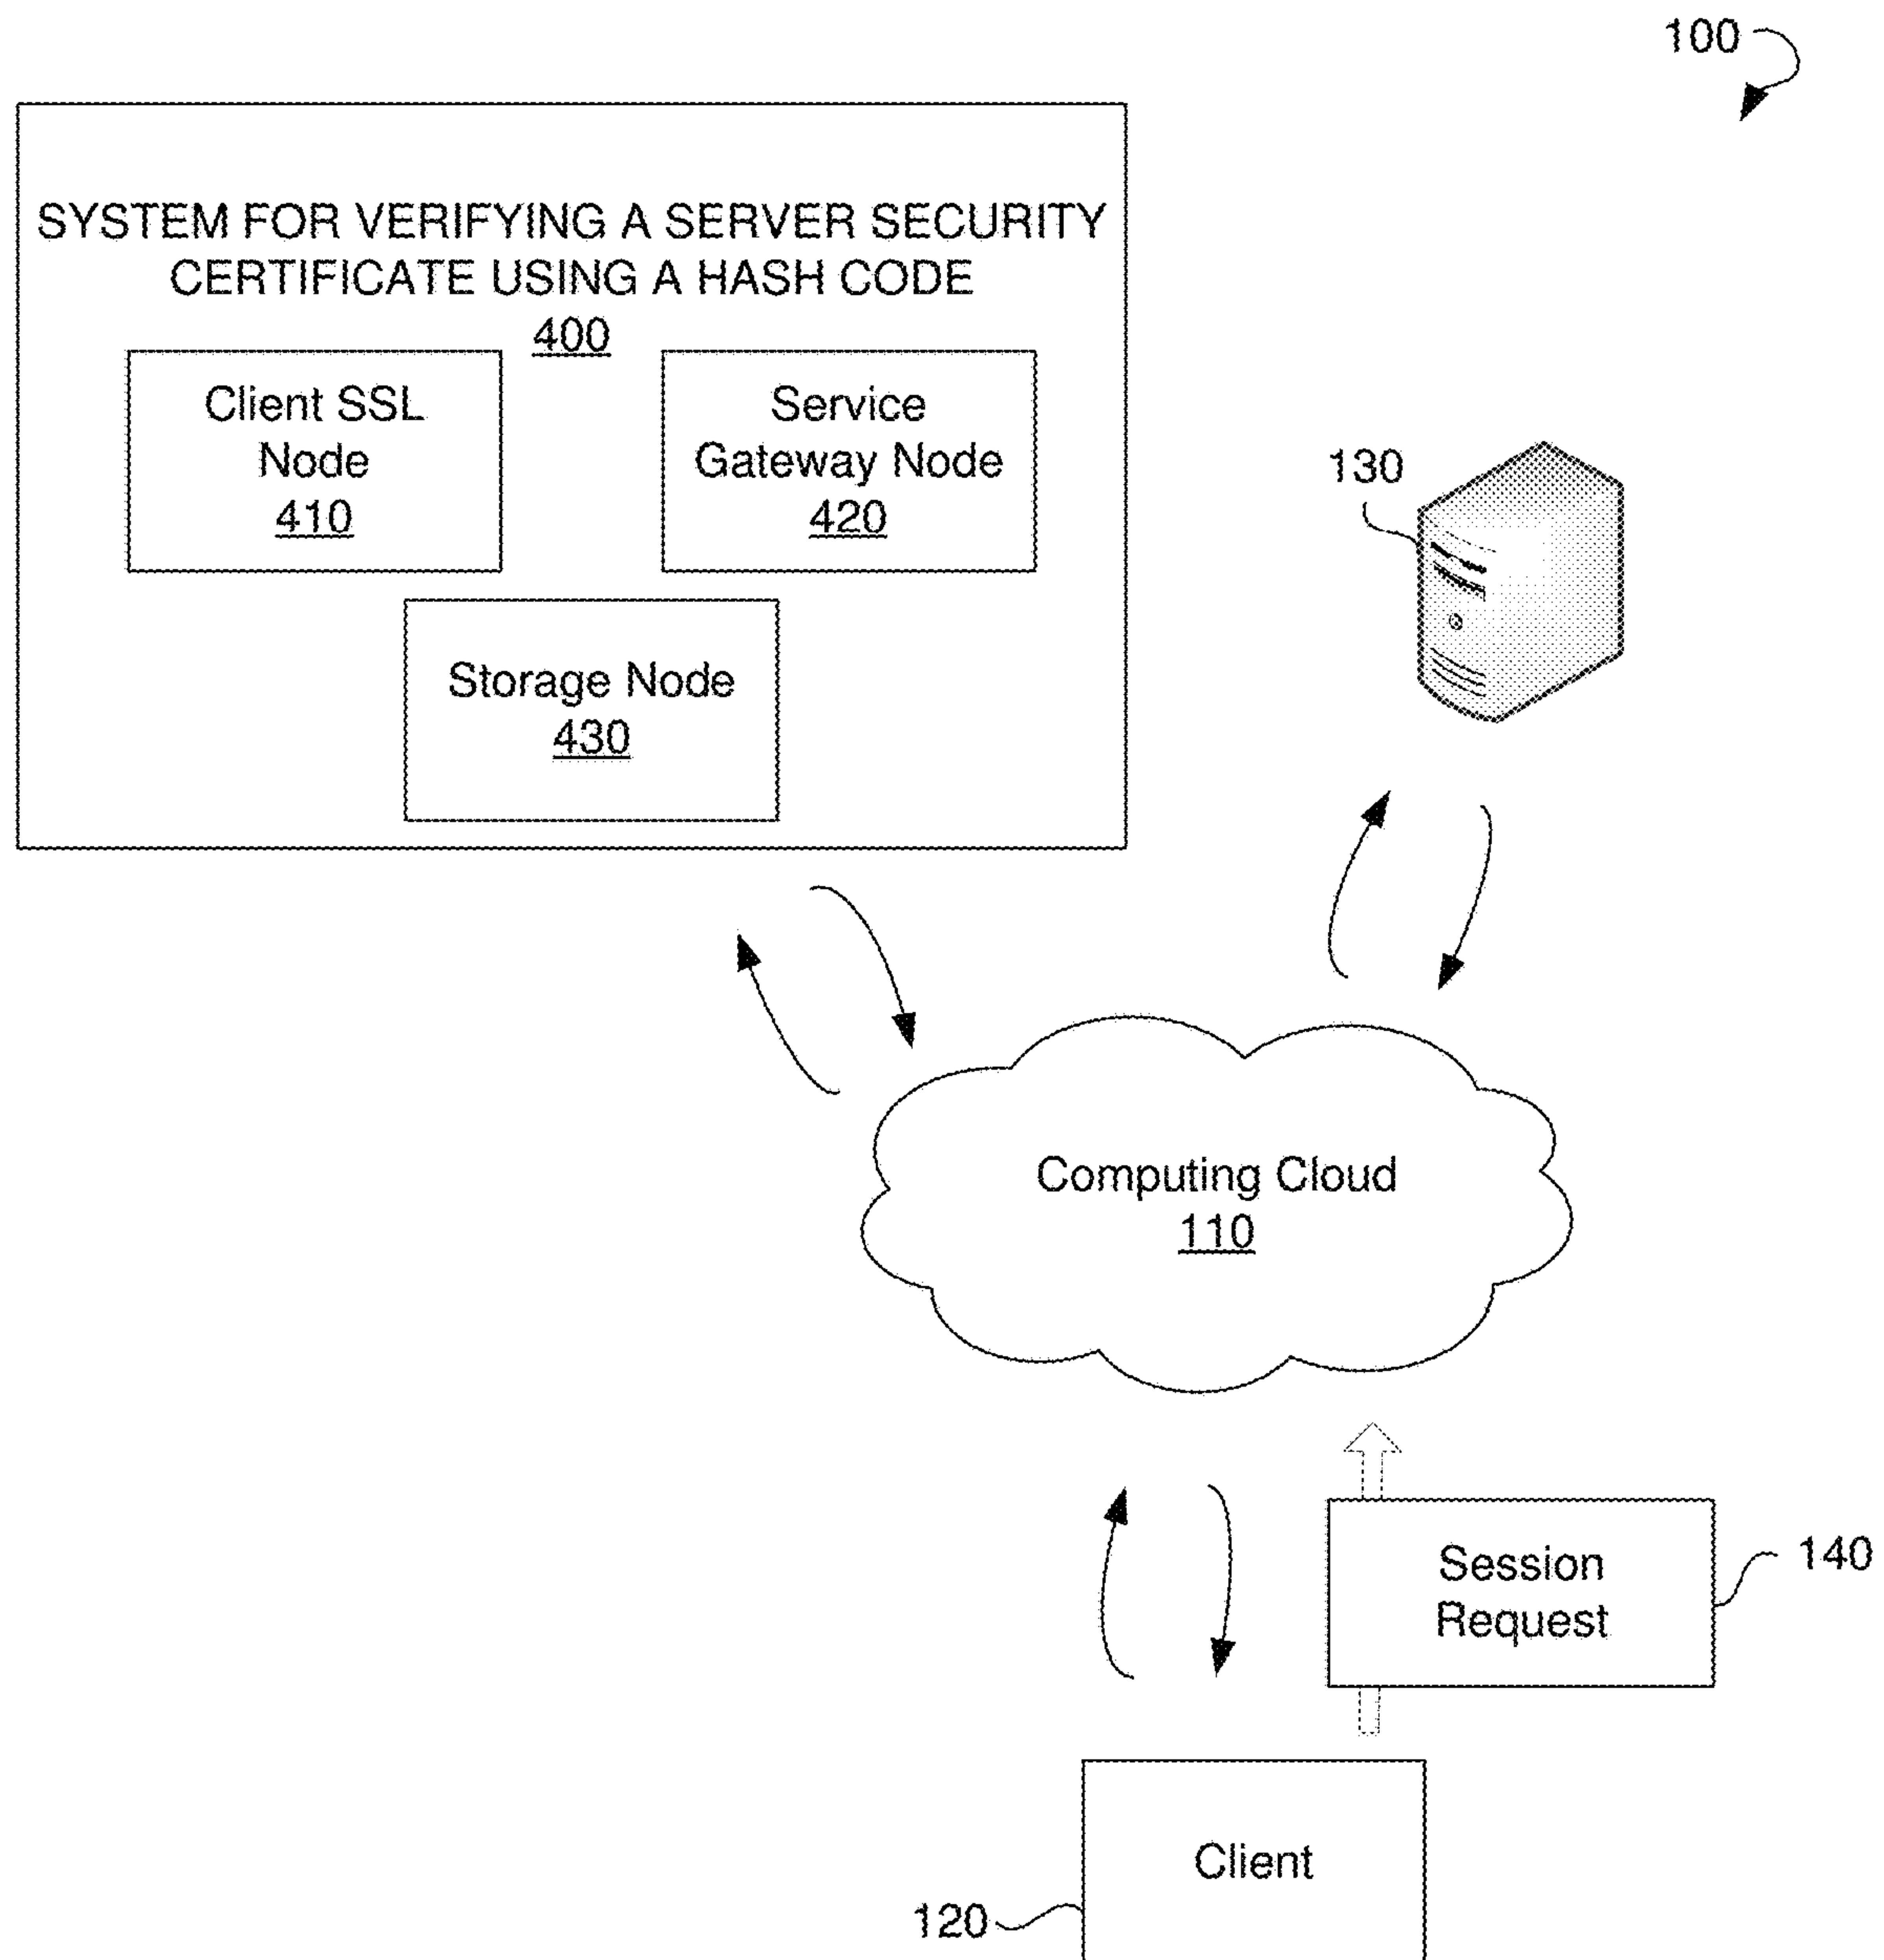 100
SYSTEM FOR VERIFYING A SERVER SECURITY
CERTIFICATE USING A HASH CODE
400
Client SSL
Node
410
Service
Gateway Node
420
Storage Node
430
130
Computing Cloud
110
Session
Request
140
Client
120